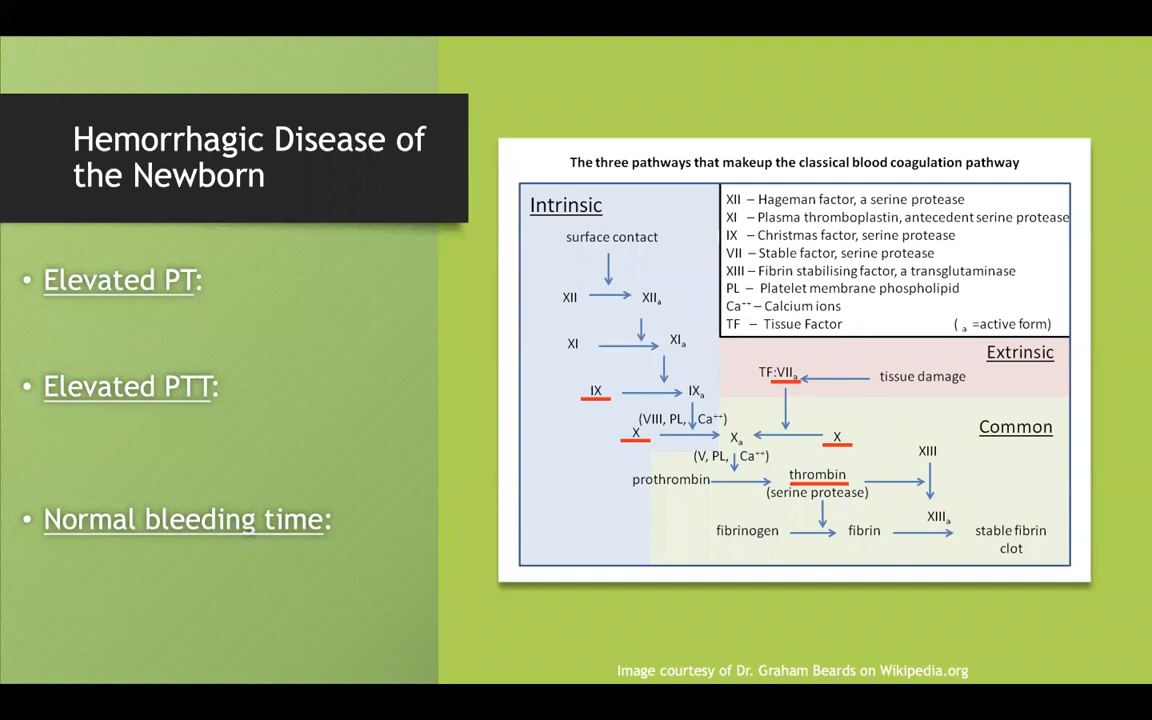 Hemorrhagic Disease of
the Newborn
• Elevated PT:
• Elevated PTT:
• Normal bleeding time:
The three pathways that makeup the classical blood coagulation pathway
Intrinsic
surface contact
XII
XIIa
XI
XIa
IX
IXa
(VIII, PL, Ca++)
X
Xa
X
(V, PL, Ca++)
XII – Hageman factor, a serine protease
XI – Plasma thromboplastin, antecedent serine protease
IX – Christmas factor, serine protease
VII – Stable factor, serine protease
XIII – Fibrin stabilising factor, a transglutaminase
PL – Platelet membrane phospholipid
Ca++ – Calcium ions
TF – Tissue Factor
( a =active form)
Extrinsic
TF:VIIa
tissue damage
Common
XIII
prothrombin
thrombin
(serine protease)
XIIIa
fibrinogen
fibrin
stable fibrin
clot
Image courtesy of Dr. Graham Beards on Wikipedia.org